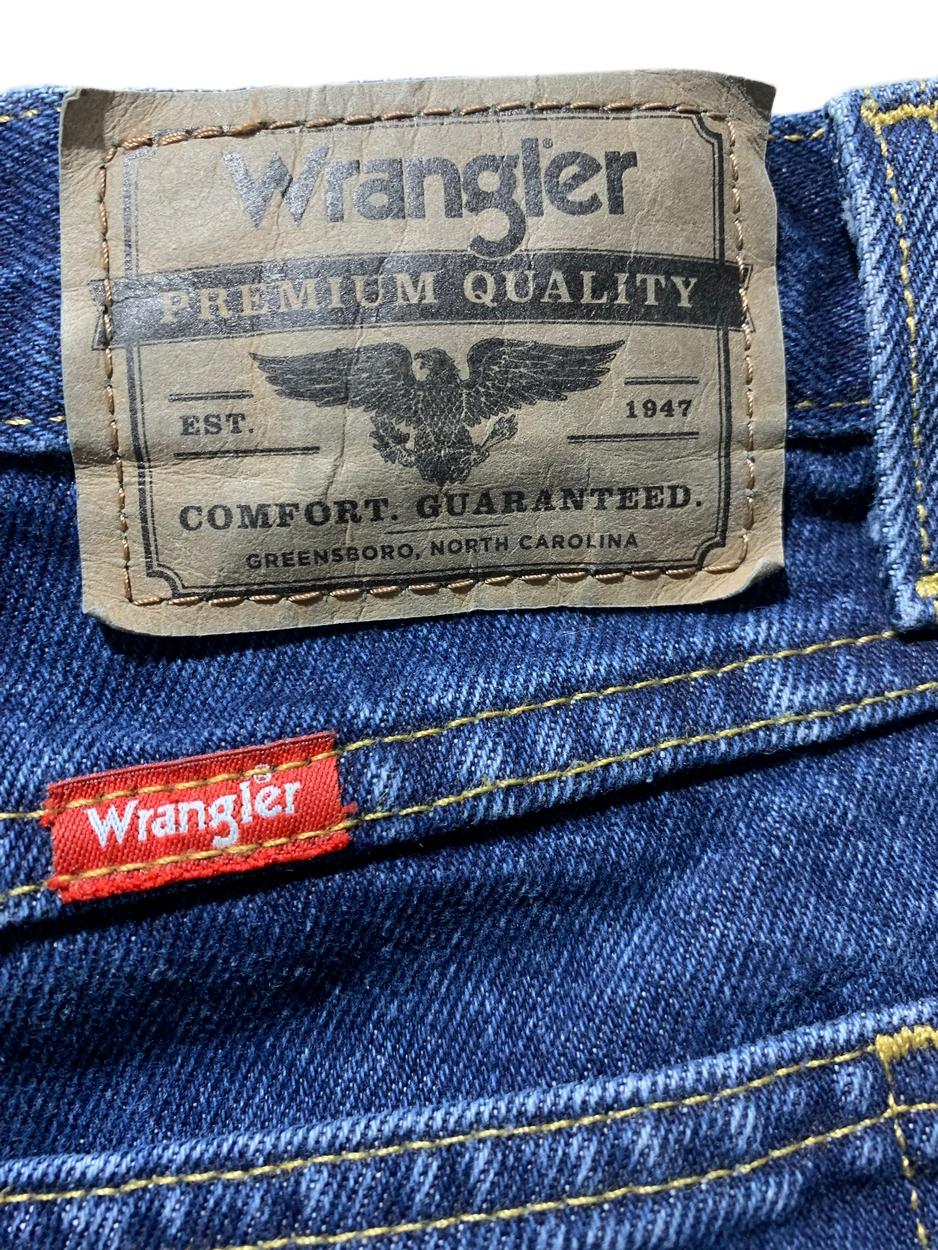 Wrangler
PREMIUM QUALITY
EST. 1947
COMFORT. GUARANTEED.
GREENSBORO, NORTH CAROLINA
Wrangler®